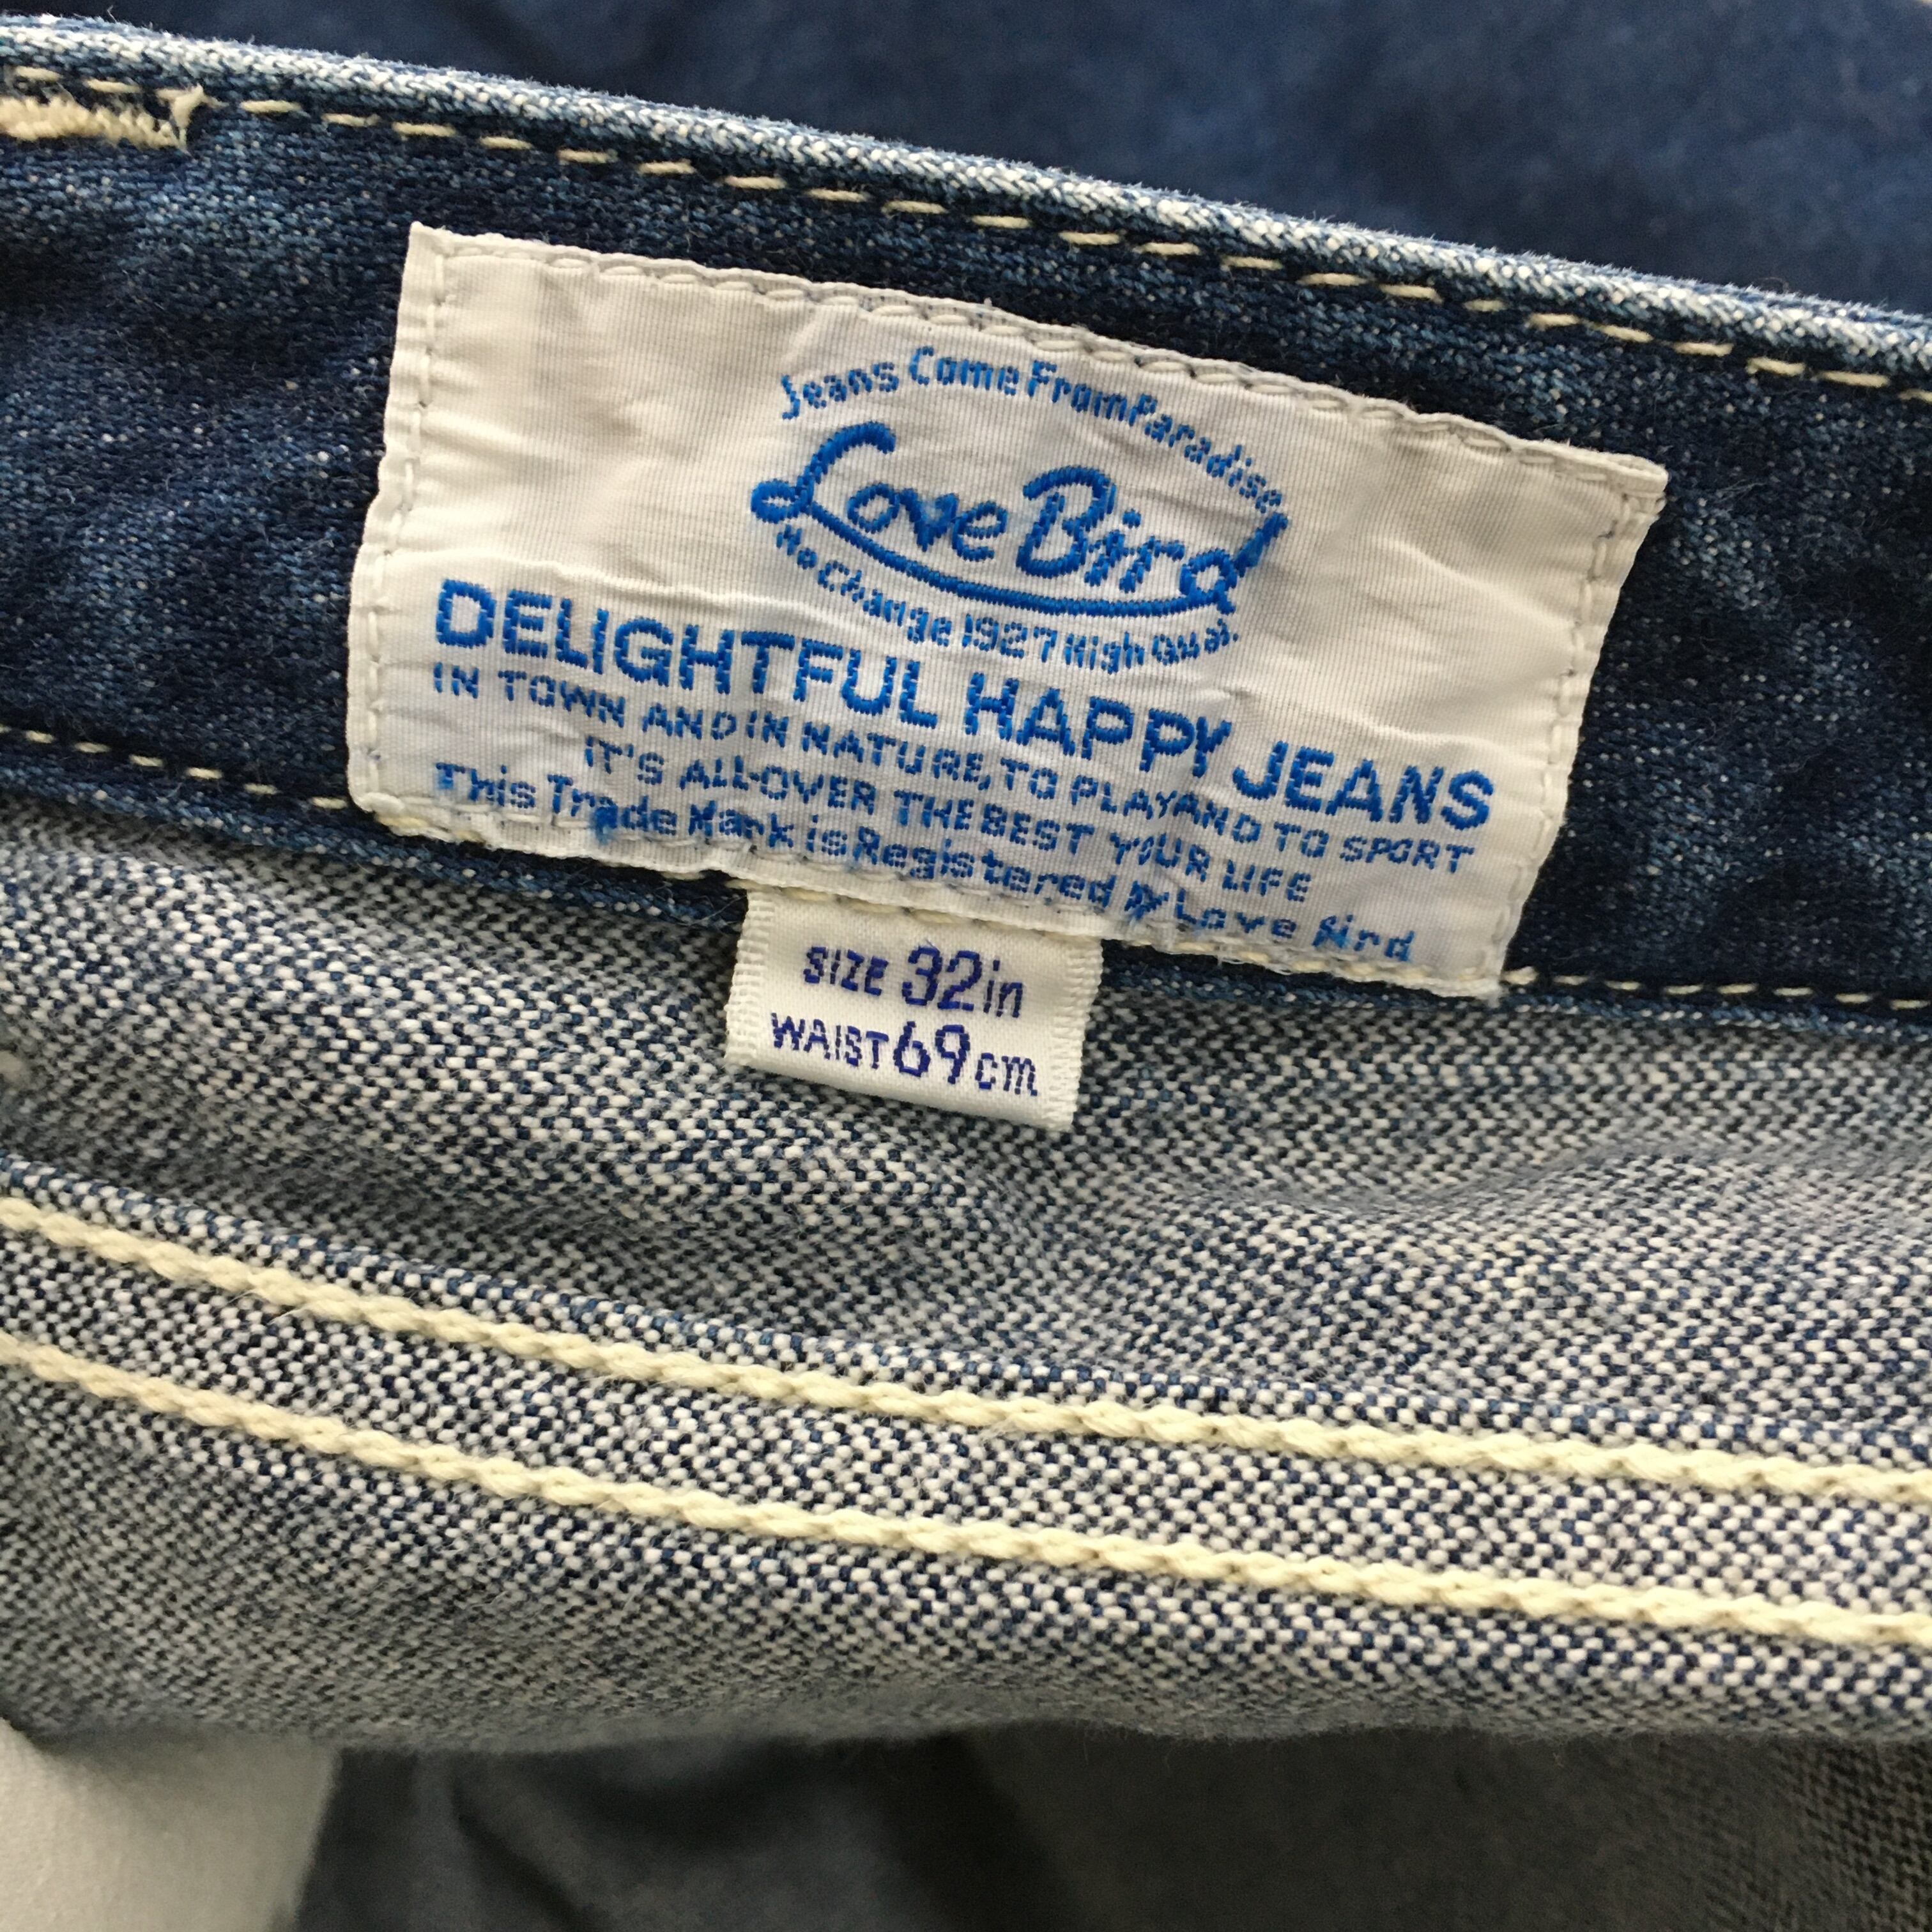 Jeans Come From Paradise
Love Bird
No Change 1927 High Qual.
DELIGHTFUL HAPPY JEANS
IN TOWN AND IN NATURE, TO PLAY AND TO SPORT
IT'S ALL-OVER THE BEST YOUR LIFE
This Trade Mark is Registered By Love Bird
SIZE 32in
WAIST 69cm